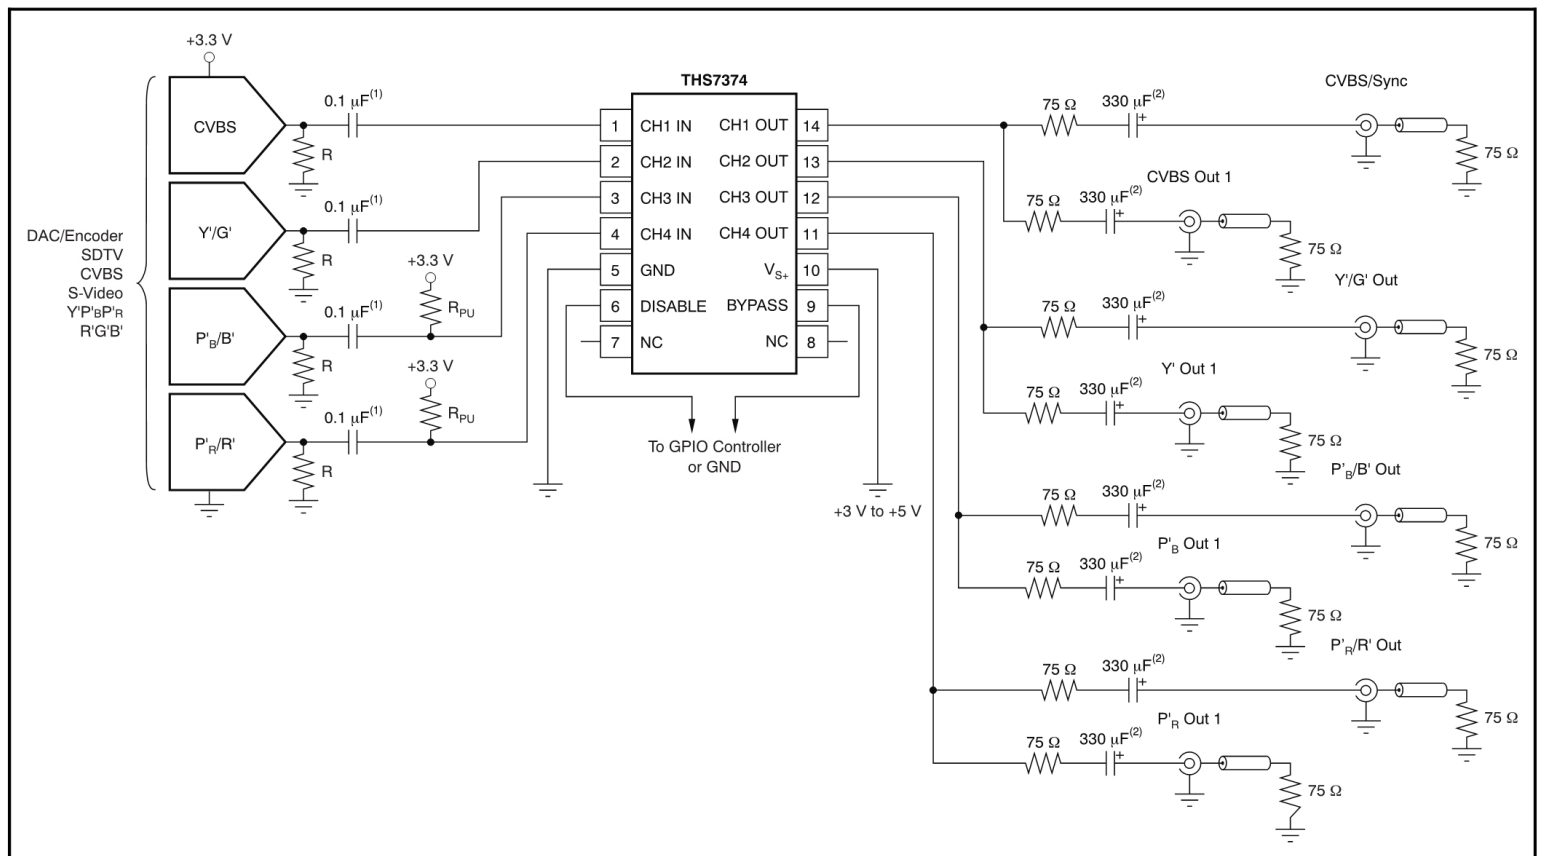 +3.3 V
THS7374
CVBS/Sync
CVBS
0.1 µF(1)
R
1 CH1 IN
CH1 OUT 14
75 Ω
330 µF(2)
+
75 Ω
2 CH2 IN
CH2 OUT 13
CVBS Out 1
75 Ω
330 µF(2)
+
75 Ω
Y'/G'
0.1 µF(1)
R
3 CH3 IN
CH3 OUT 12
4 CH4 IN
CH4 OUT 11
DAC/Encoder
SDTV
CVBS
S-Video
Y'P'BP'R
R'G'B'
5 GND
VS+ 10
6 DISABLE
BYPASS 9
7 NC
NC 8
+3.3 V
RPU
P'B/B'
0.1 µF(1)
R
Y'/G' Out
75 Ω
330 µF(2)
+
75 Ω
Y' Out 1
75 Ω
330 µF(2)
+
75 Ω
+3.3 V
RPU
P'R/R'
0.1 µF(1)
R
To GPIO Controller
or GND
+3 V to +5 V
P'B/B' Out
75 Ω
330 µF(2)
+
75 Ω
P'B Out 1
75 Ω
330 µF(2)
+
75 Ω
P'R/R' Out
75 Ω
330 µF(2)
+
75 Ω
P'R Out 1
75 Ω
330 µF(2)
+
75 Ω